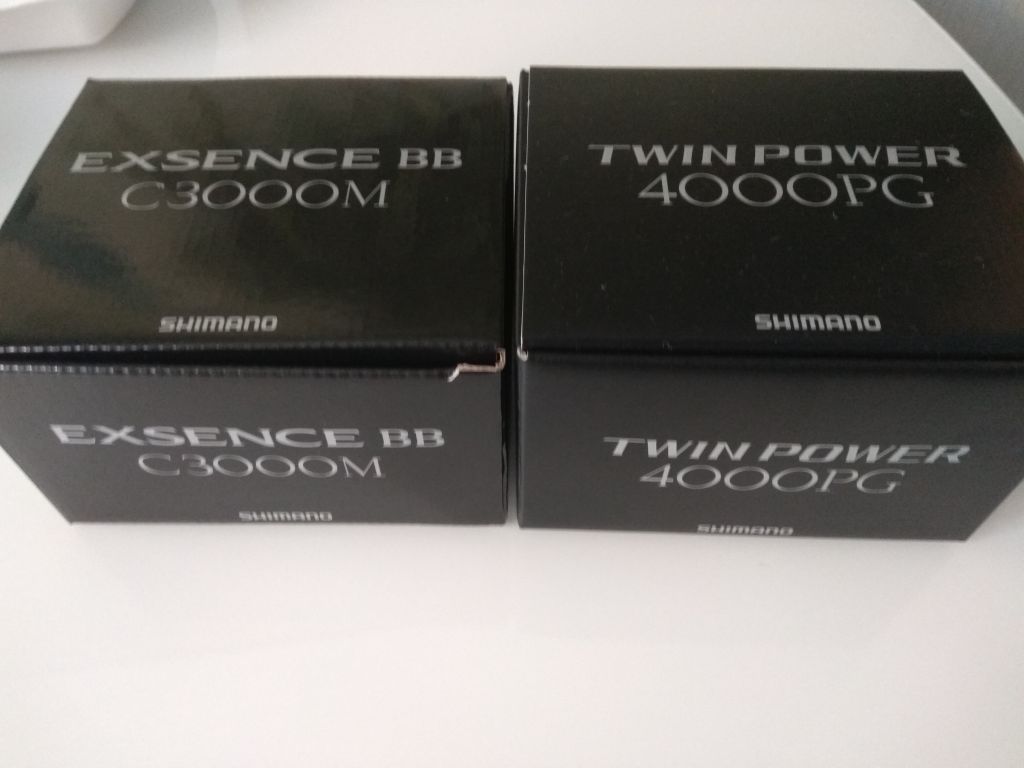 EXSENCE BB
C3000M
SHIMANO
EXSENCE BB
C3000M
SHIMANO
TWIN POWER
4000PG
SHIMANO
TWIN POWER
4000PG
SHIMANO